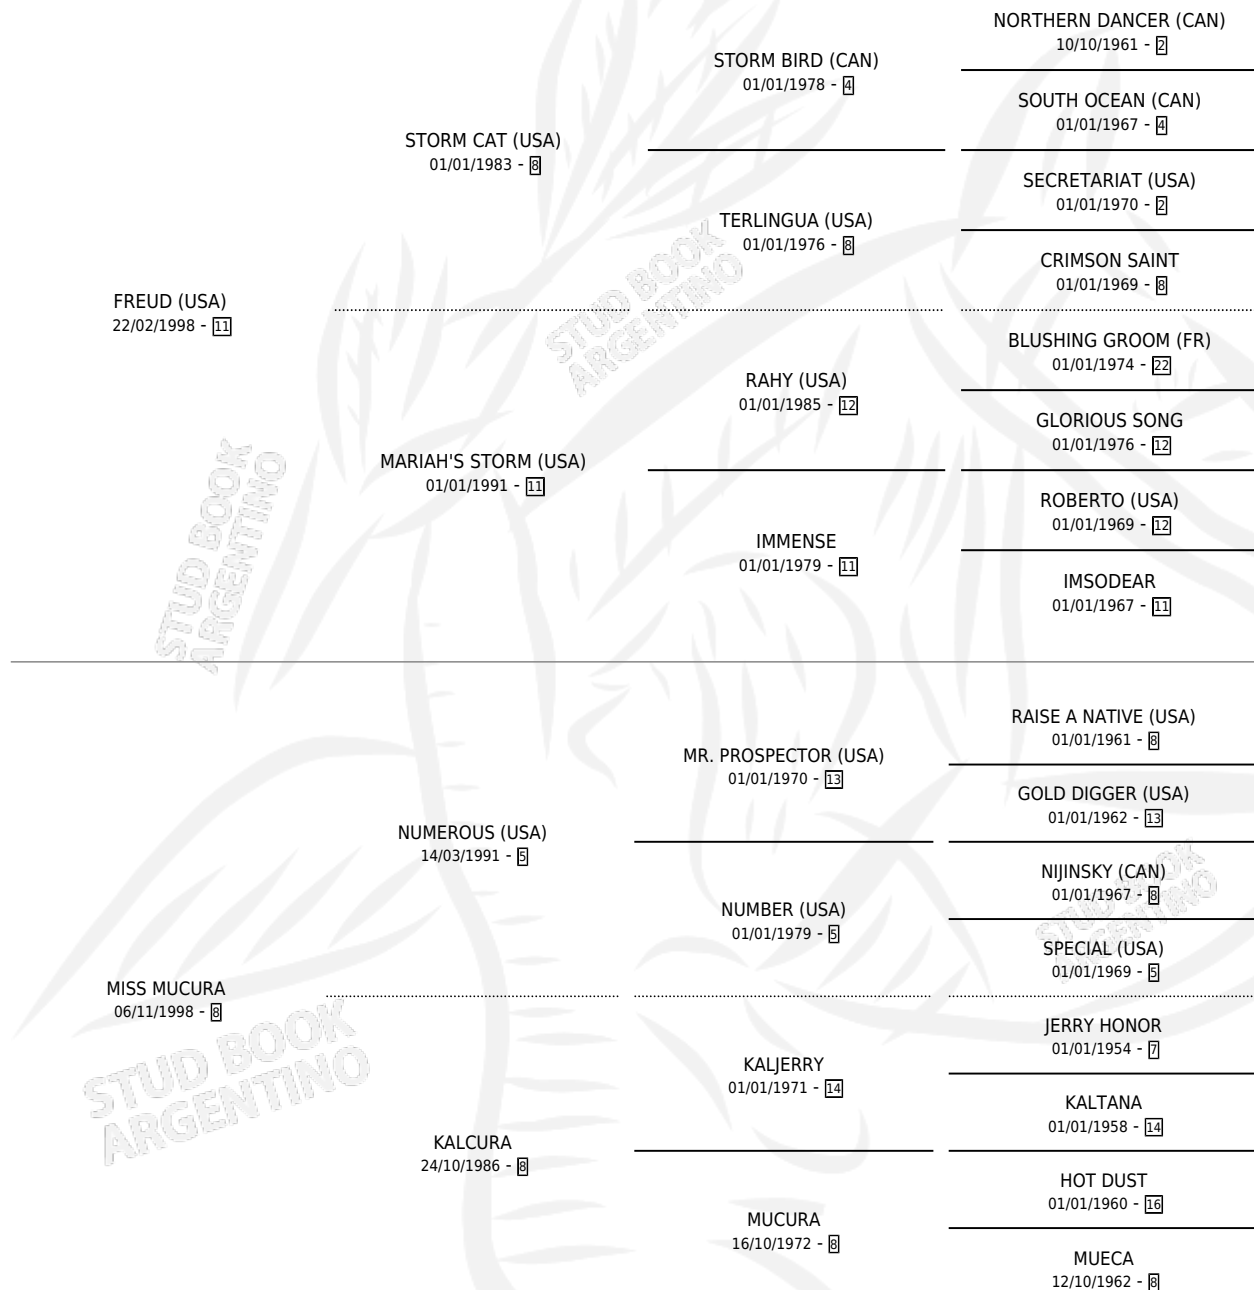 NORTHERN DANCER (CAN)
10/10/1961 - 2
STORM BIRD (CAN)
01/01/1978 - 4
SOUTH OCEAN (CAN)
01/01/1967 - 4
STORM CAT (USA)
01/01/1983 - 8
SECRETARIAT (USA)
01/01/1970 - 2
TERLINGUA (USA)
01/01/1976 - 8
CRIMSON SAINT
01/01/1969 - 8
FREUD (USA)
22/02/1998 - 11
BLUSHING GROOM (FR)
01/01/1974 - 22
RAHY (USA)
01/01/1985 - 12
GLORIOUS SONG
01/01/1976 - 12
MARIAH'S STORM (USA)
01/01/1991 - 11
ROBERTO (USA)
01/01/1969 - 12
IMMENSE
01/01/1979 - 11
IMSODEAR
01/01/1967 - 11
RAISE A NATIVE (USA)
01/01/1961 - 8
MR. PROSPECTOR (USA)
01/01/1970 - 13
GOLD DIGGER (USA)
01/01/1962 - 13
NUMEROUS (USA)
14/03/1991 - 5
NIJINSKY (CAN)
01/01/1967 - 8
NUMBER (USA)
01/01/1979 - 5
SPECIAL (USA)
01/01/1969 - 5
MISS MUCURA
06/11/1998 - 8
JERRY HONOR
01/01/1954 - 7
KALJERRY
01/01/1971 - 14
KALTANA
01/01/1958 - 14
KALCURA
24/10/1986 - 8
HOT DUST
01/01/1960 - 16
MUCURA
16/10/1972 - 8
MUECA
12/10/1962 - 8
STUD BOOK
ARGENTINO
STUD BOOK
ARGENTINO
STUD BOOK
ARGENTINO
STUD BOOK
ARGENTINO